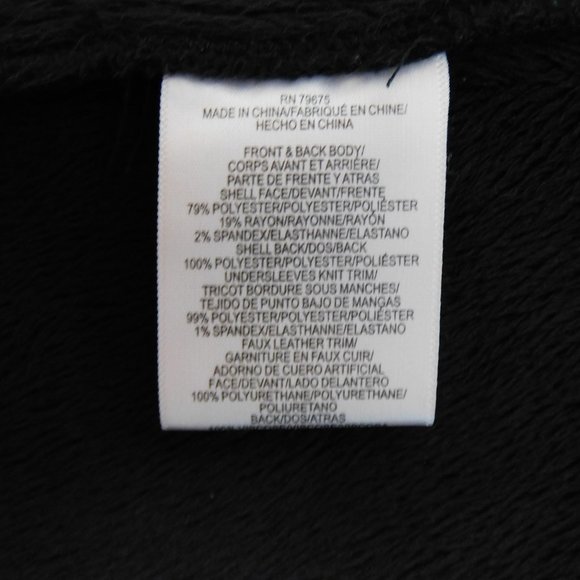 RN 79675
MADE IN CHINA/FABRIQUÉ EN CHINE/
HECHO EN CHINA
FRONT & BACK BODY/
CORPS AVANT ET ARRIÈRE/
PARTE DE FRENTE Y ATRAS
SHELL FACE/DEVANT/FRENTE
79% POLYESTER/POLYESTER/POLIÉSTER
19% RAYON/RAYONNE/RAYÓN
2% SPANDEX/ELASTHANNE/ELASTANO
SHELL BACK/DOS/BACK
100% POLYESTER/POLYESTER/POLIÉSTER
UNDERSLEEVES KNIT TRIM/
TRICOT BORDURE SOUS MANCHES/
TEJIDO DE PUNTO BAJO DE MANGAS
99% POLYESTER/POLYESTER/POLIÉSTER
1% SPANDEX/ELASTHANNE/ELASTANO
FAUX LEATHER TRIM/
GARNITURE EN FAUX CUIR/
ADORNO DE CUERO ARTIFICIAL
FACE/DEVANT/LADO DELANTERO
100% POLYURETHANE/POLYURETHANE/
POLIURETANO
BACK/DOS/ATRAS